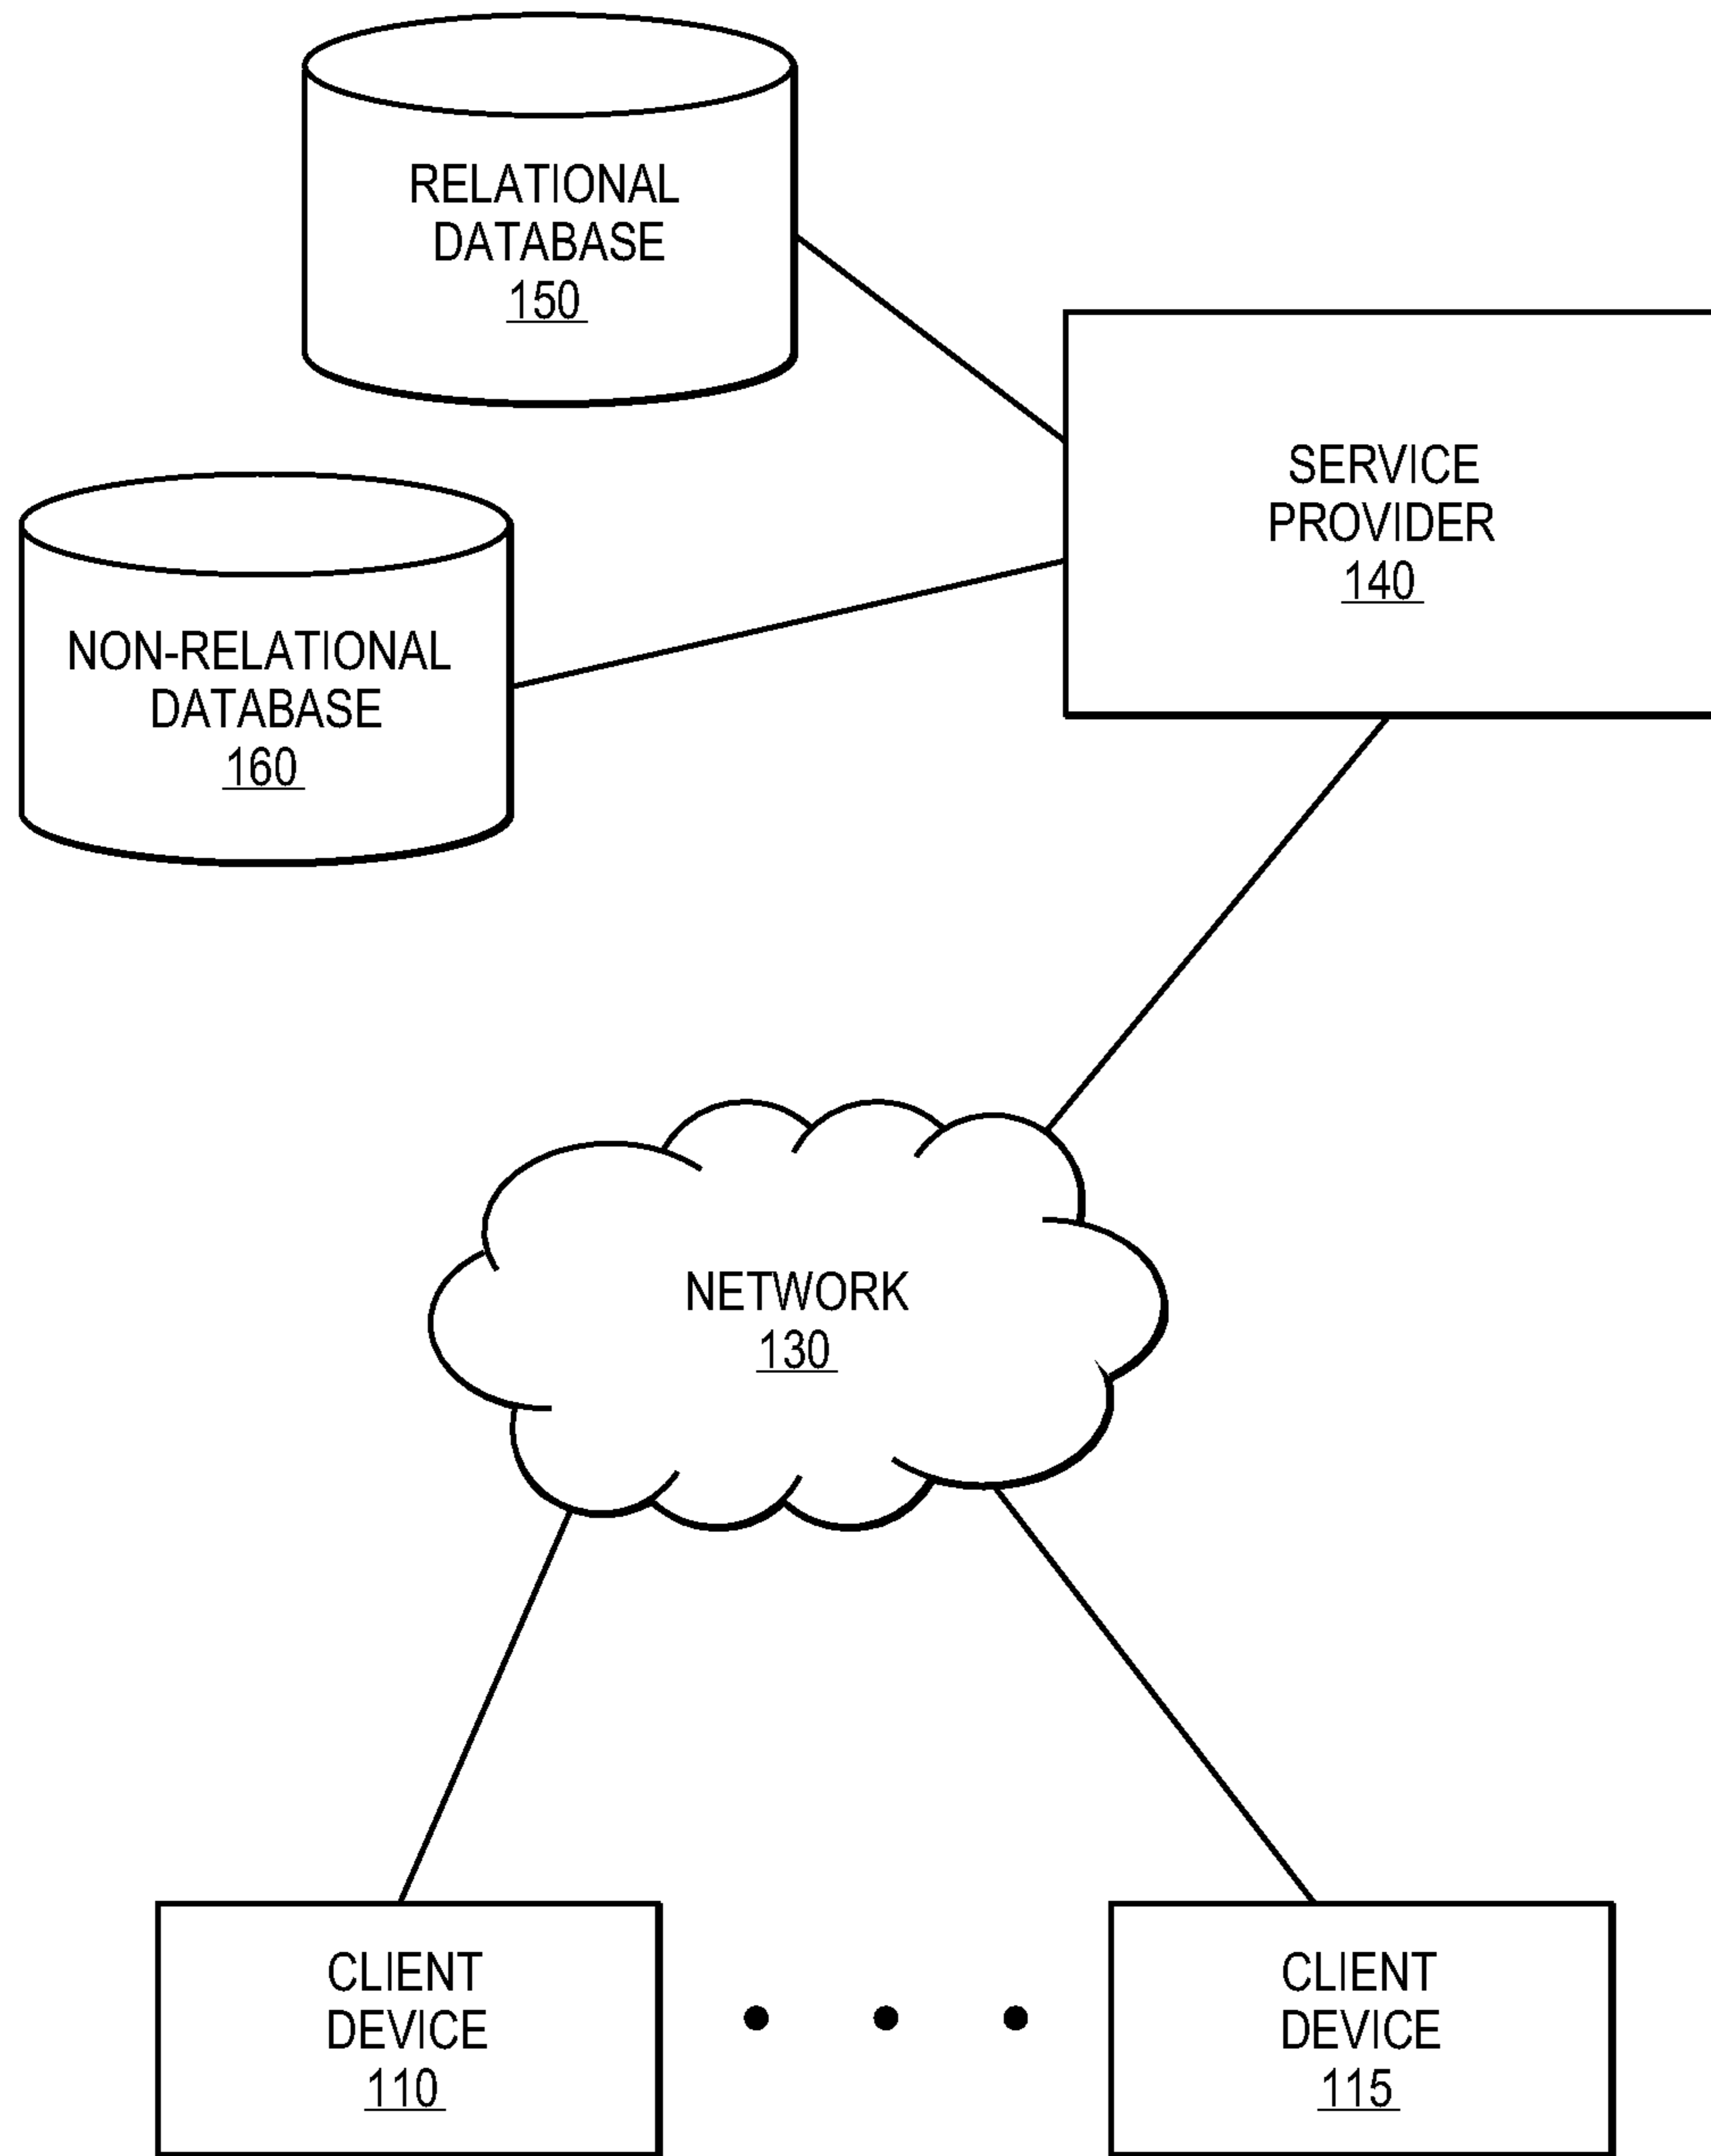 RELATIONAL
DATABASE
150
SERVICE
PROVIDER
140
NON-RELATIONAL
DATABASE
160
NETWORK
130
CLIENT
DEVICE
110
CLIENT
DEVICE
115